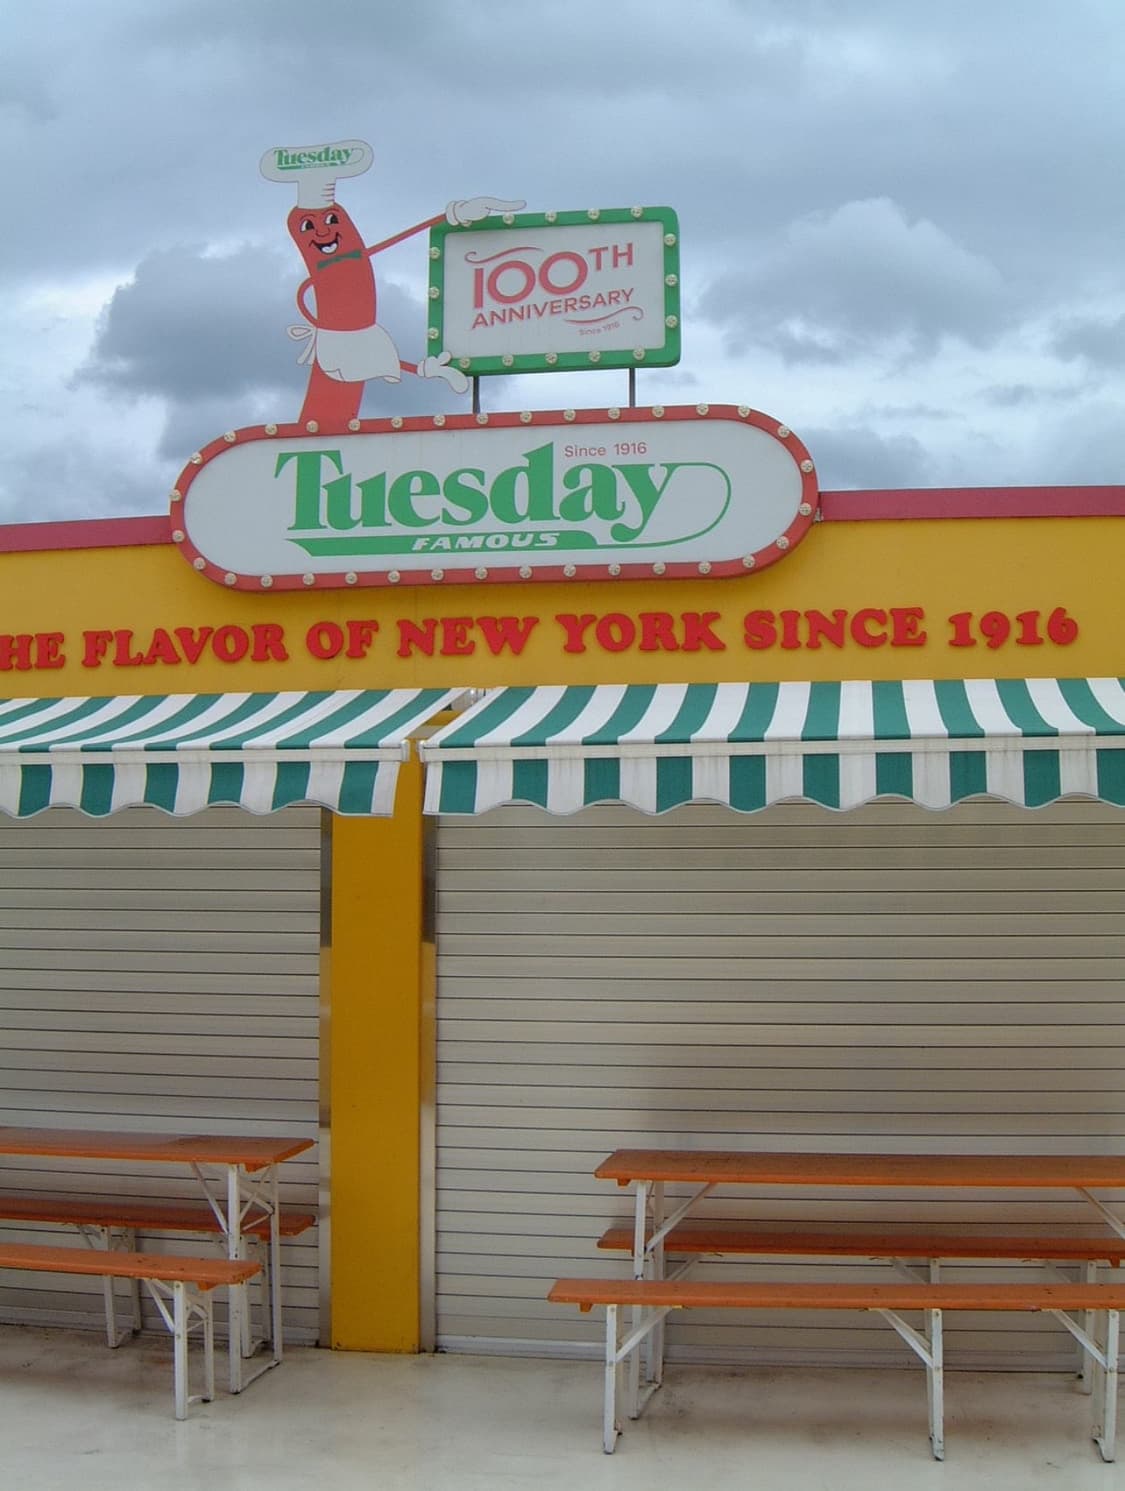 Tuesday
100TH
ANNIVERSARY
Since 1916
Since 1916
Tuesday
FAMOUS
HE FLAVOR OF NEW YORK SINCE 1916